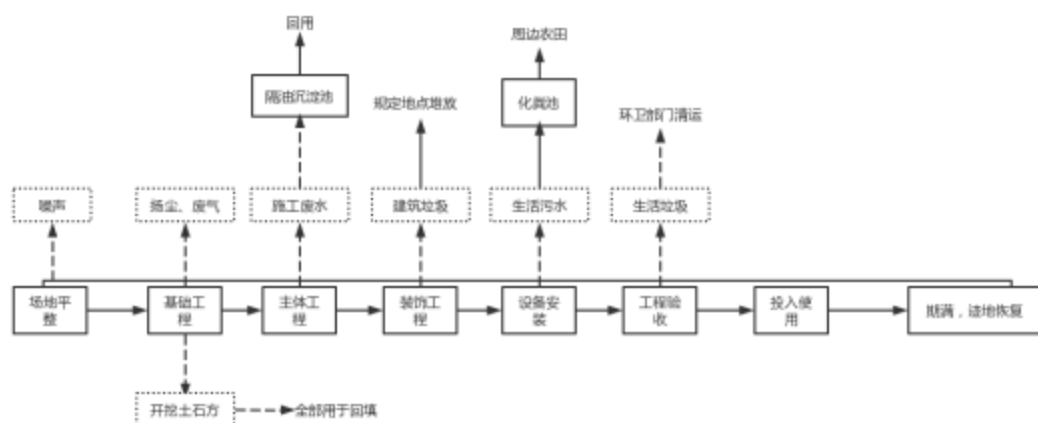 回用
周边农田
隔油沉淀池
规定地点堆放
化粪池
环卫部门清运
噪声
扬尘、废气
施工废水
建筑垃圾
生活污水
生活垃圾
场地平
整
基础工
程
主体工
程
装饰工
程
设备安
装
工程验
收
投入使
用
期满，迹地恢复
开挖土石方
全部用于回填